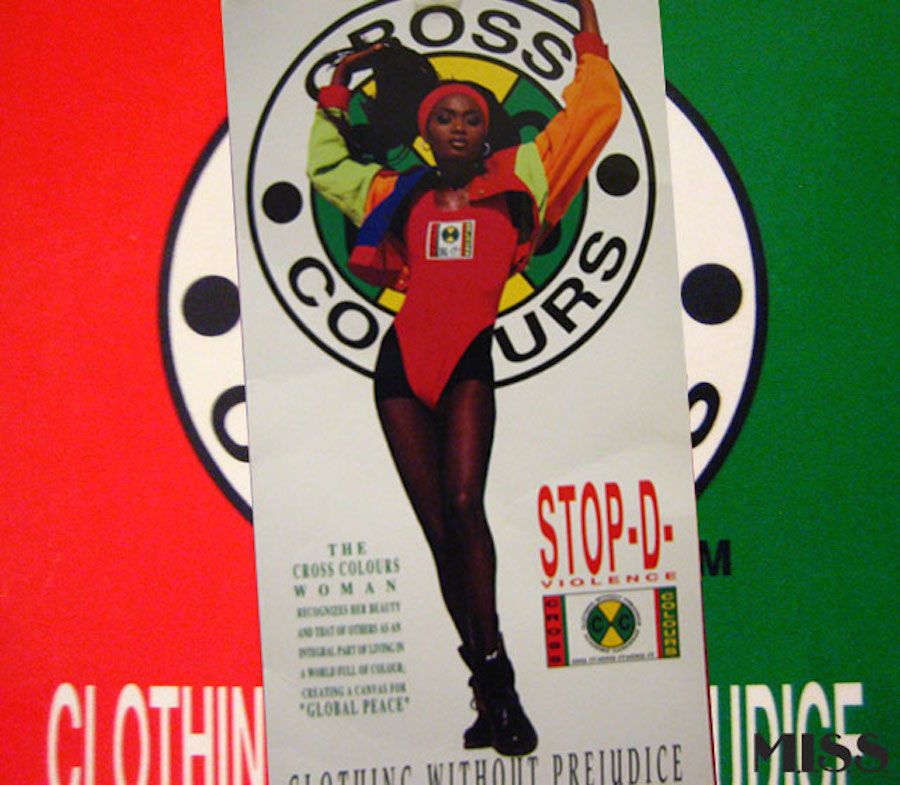 CROSS
COLOURS
STOP-D-
VIOLENCE
CROSS
COLOURS
C C
THE
CROSS COLOURS
WOMAN
RECOGNIZES HER BEAUTY
AND THAT OF OTHERS AS AN
INTEGRAL PART OF LIVING IN
A WORLD FULL OF COLOUR;
CREATING A CANVAS FOR
"GLOBAL PEACE"
CLOTHING WITHOUT PREJUDICE
M
CLOTHIN
UDICE
MISS